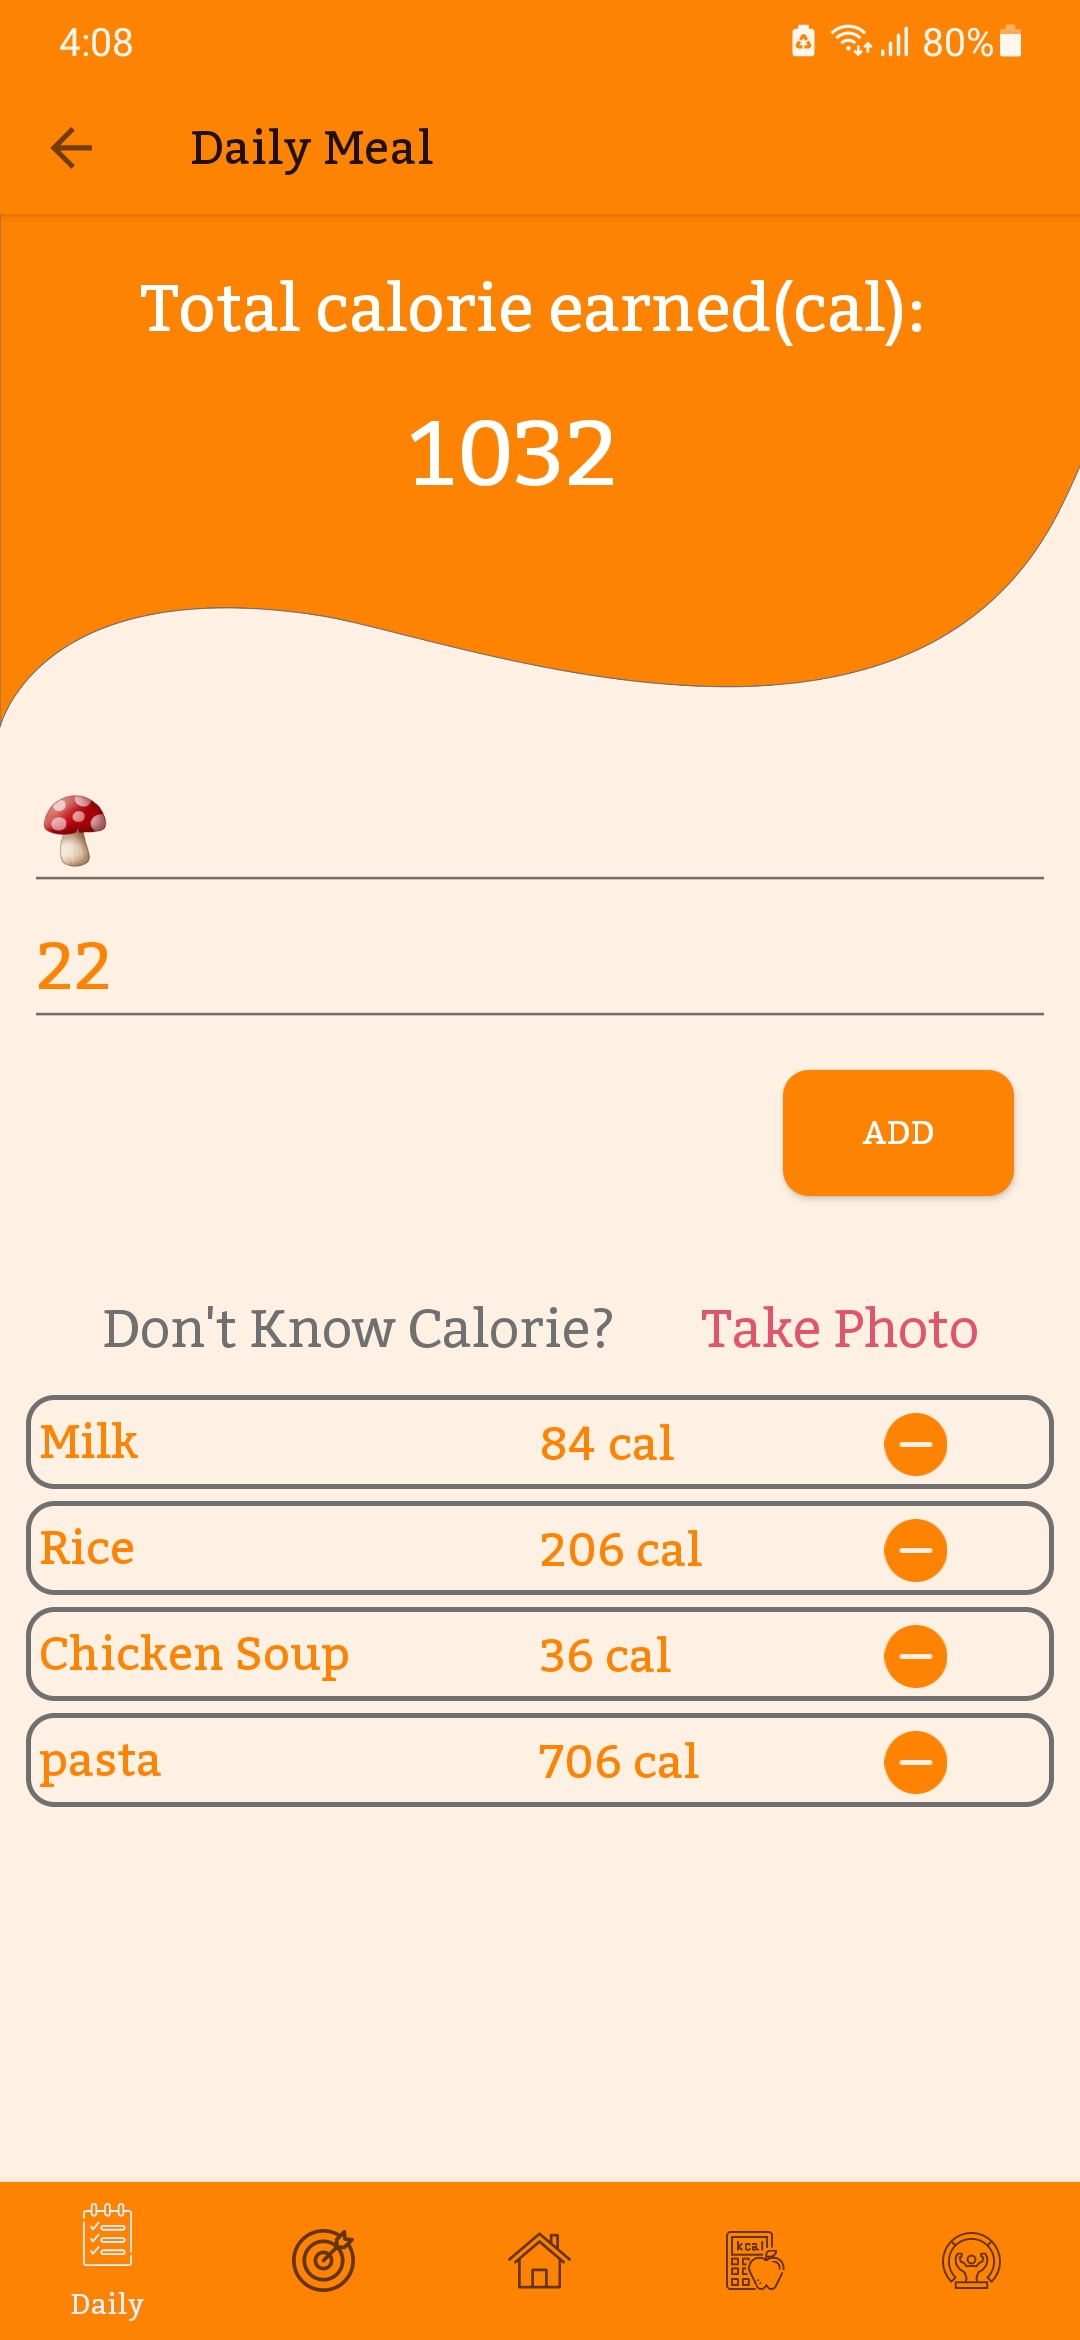 4:08 80%
Daily Meal
Total calorie earned(cal):
1032
🍄
22
ADD
Don't Know Calorie? Take Photo
Milk 84 cal
Rice 206 cal
Chicken Soup 36 cal
pasta 706 cal
kcal
Daily